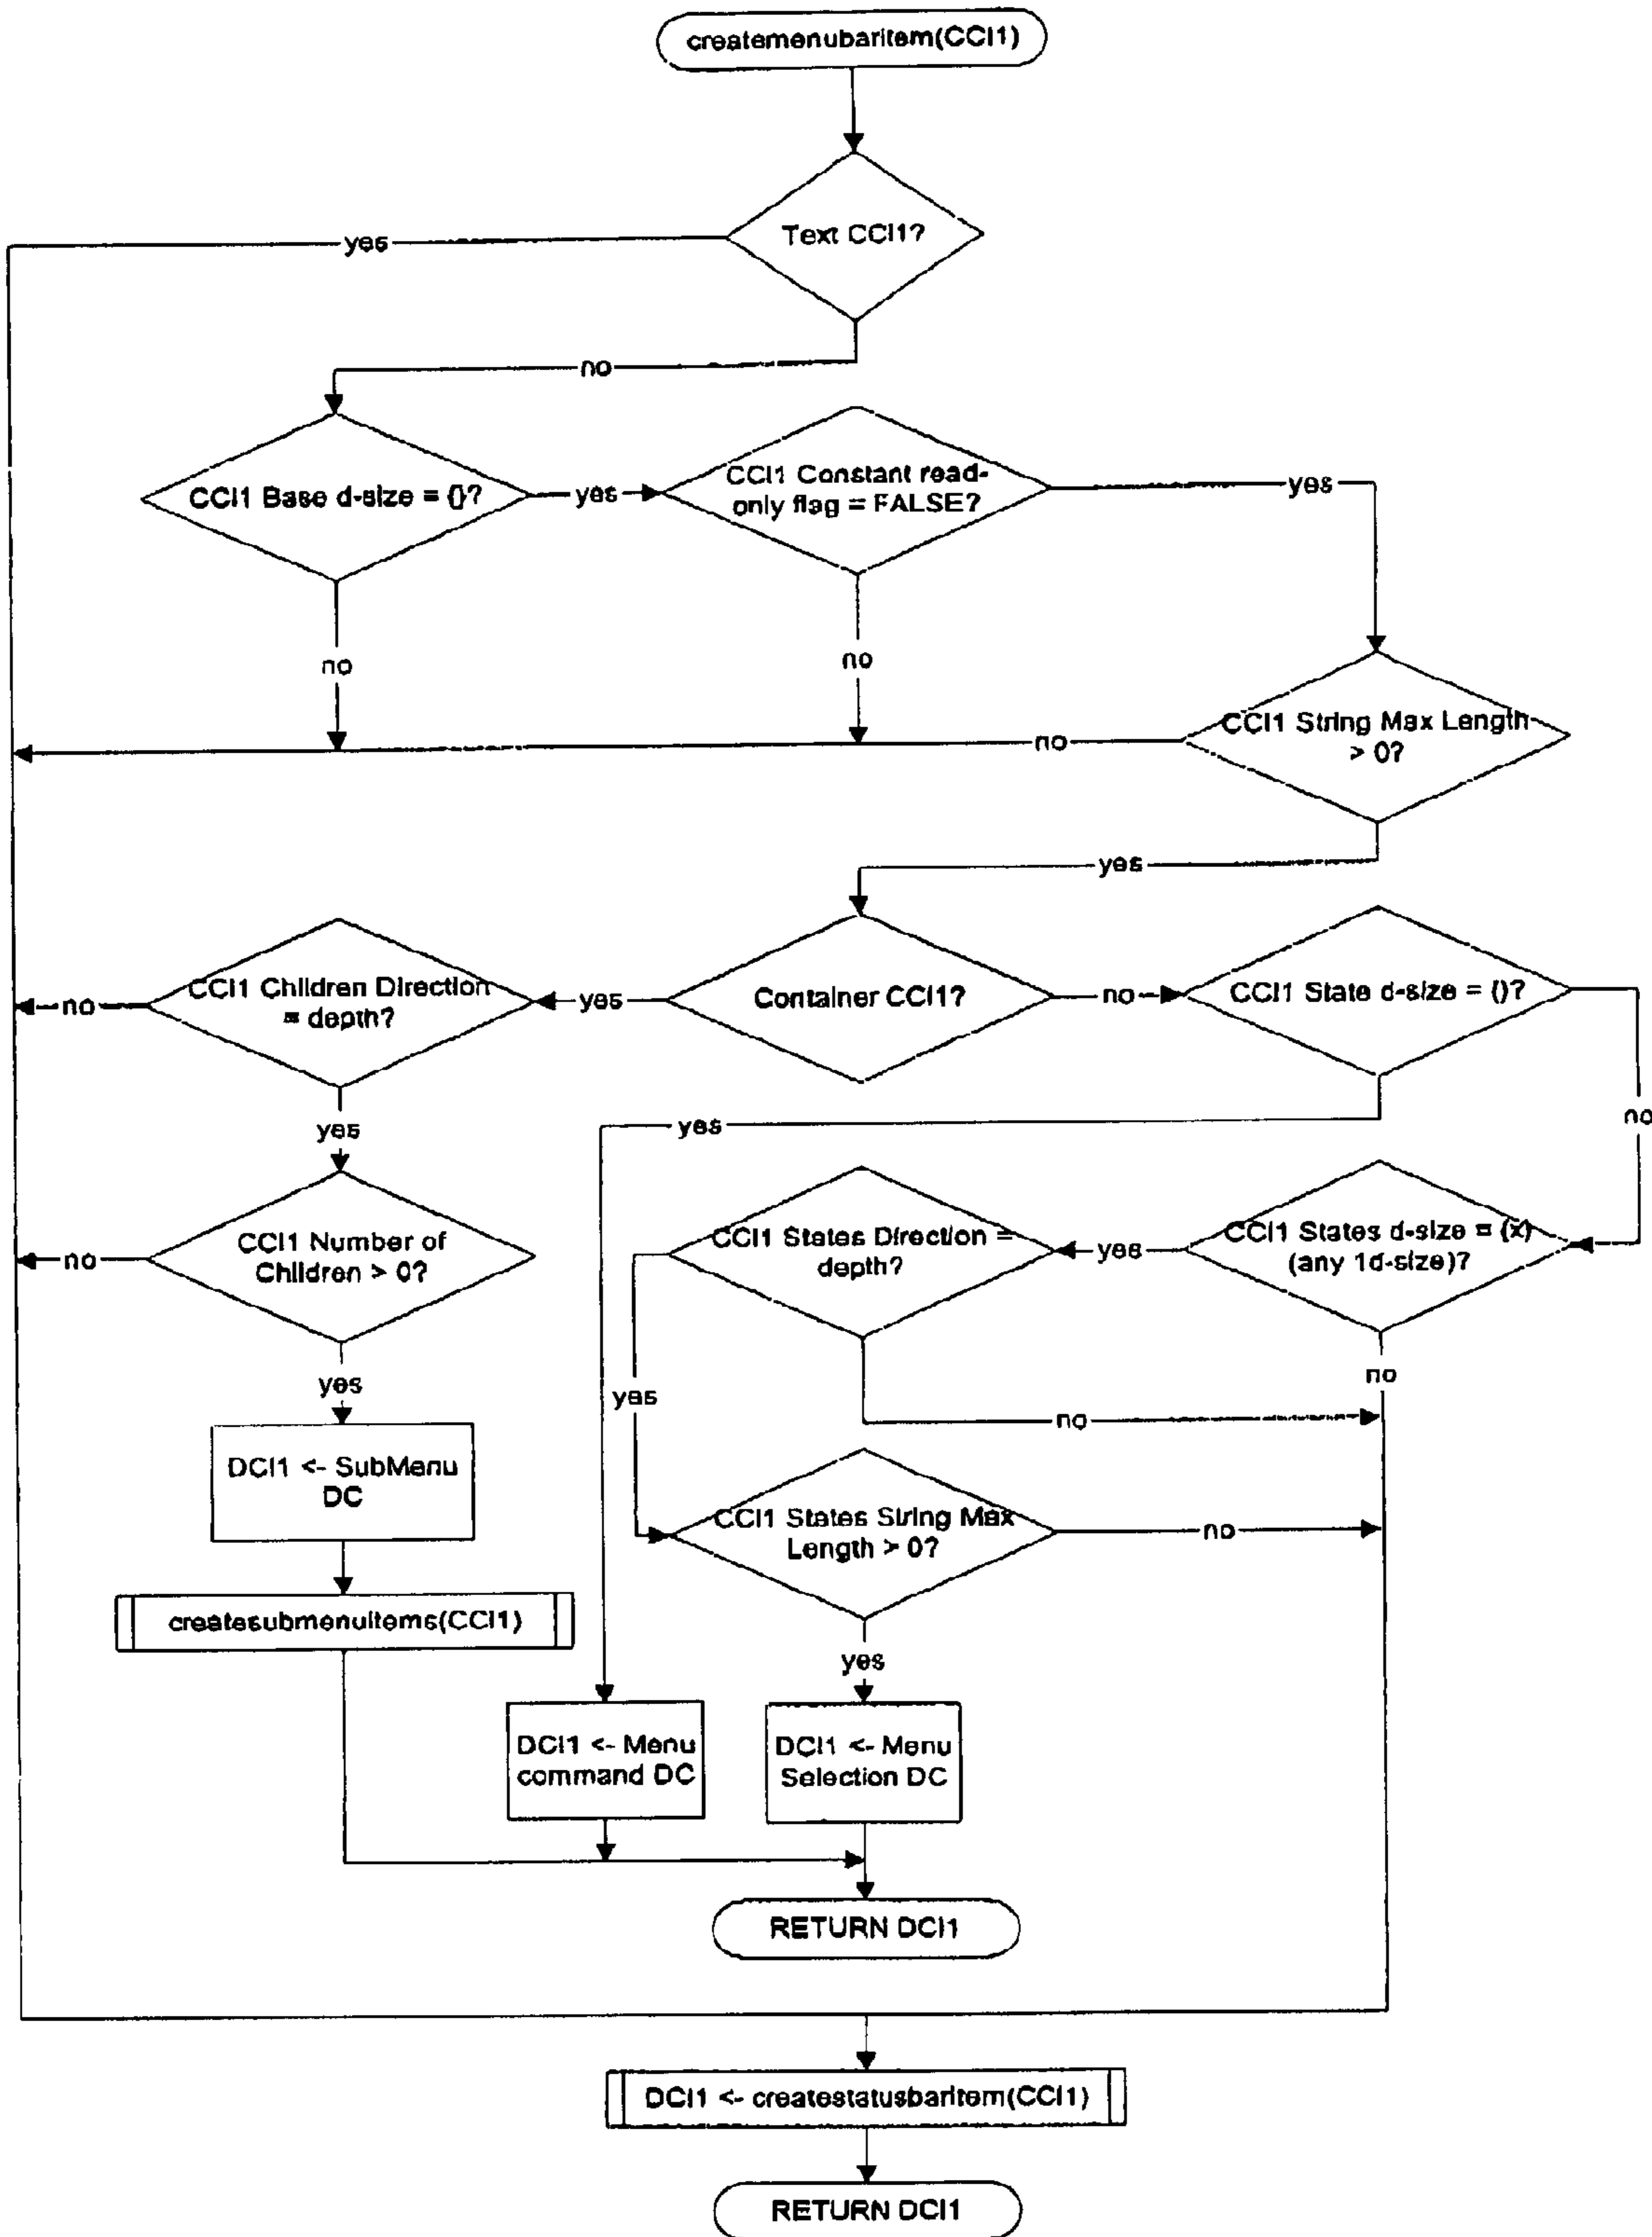 createmenubaritem(CCI1)
Text CCI1?
yes
no
CCI1 Base d-size = {}?
yes
CCI1 Constant read-
only flag = FALSE?
yes
no
no
CCI1 String Max Length
> 0?
no
yes
CCI1 Children Direction
= depth?
no
yes
Container CCI1?
no
CCI1 State d-size = ()?
yes
yes
no
CCI1 Number of
Children > 0?
no
CCI1 States Direction =
depth?
yes
CCI1 States d-size = (x)
(any 1d-size)?
no
yes
yes
no
DCI1 <- SubMenu
DC
CCI1 States String Max
Length > 0?
no
createsubmenuitems(CCI1)
yes
DCI1 <- Menu
command DC
DCI1 <- Menu
Selection DC
RETURN DCI1
DCI1 <- createstatusbaritem(CCI1)
RETURN DCI1